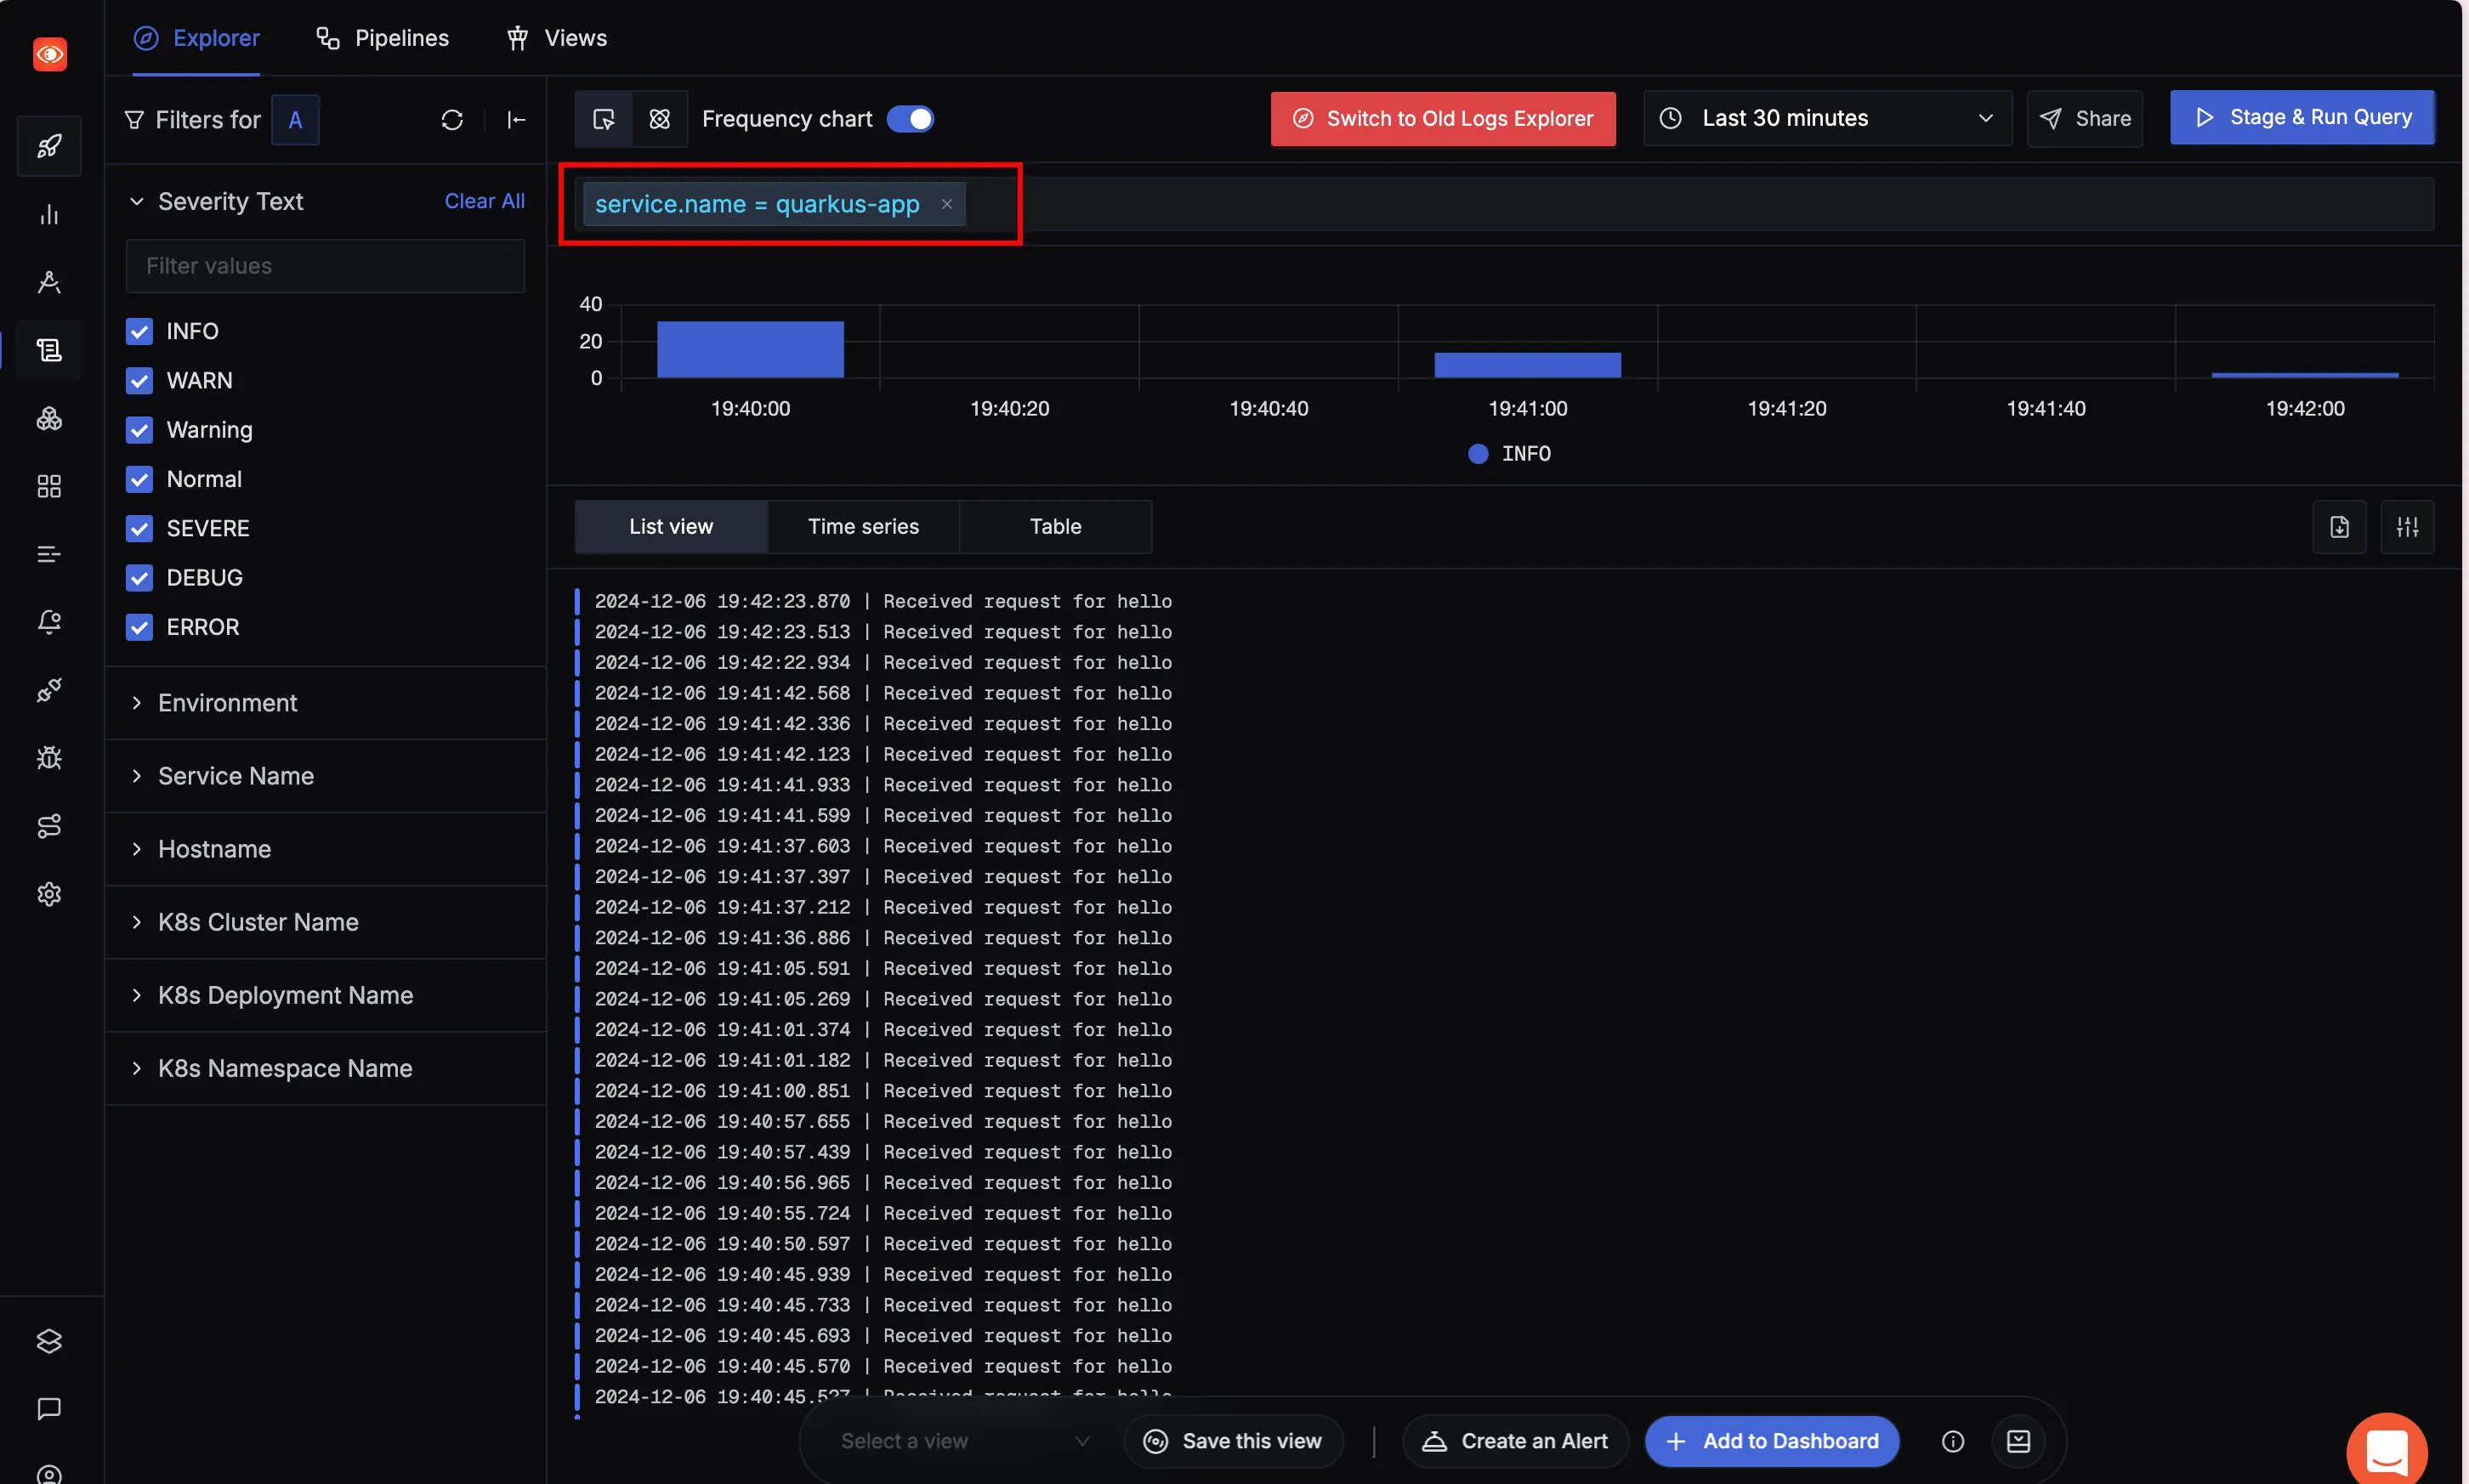 Explorer Pipelines Views
Filters for A
Frequency chart
Switch to Old Logs Explorer
Last 30 minutes
Share
Stage & Run Query
Severity Text Clear All
Filter values
INFO
WARN
Warning
Normal
SEVERE
DEBUG
ERROR
Environment
Service Name
Hostname
K8s Cluster Name
K8s Deployment Name
K8s Namespace Name
service.name = quarkus-app
40
20
0
19:40:00 19:40:20 19:40:40 19:41:00 19:41:20 19:41:40 19:42:00
INFO
List view Time series Table
2024-12-06 19:42:23.870 | Received request for hello
2024-12-06 19:42:23.513 | Received request for hello
2024-12-06 19:42:22.934 | Received request for hello
2024-12-06 19:41:42.568 | Received request for hello
2024-12-06 19:41:42.336 | Received request for hello
2024-12-06 19:41:42.123 | Received request for hello
2024-12-06 19:41:41.933 | Received request for hello
2024-12-06 19:41:41.599 | Received request for hello
2024-12-06 19:41:37.603 | Received request for hello
2024-12-06 19:41:37.397 | Received request for hello
2024-12-06 19:41:37.212 | Received request for hello
2024-12-06 19:41:36.886 | Received request for hello
2024-12-06 19:41:05.591 | Received request for hello
2024-12-06 19:41:05.269 | Received request for hello
2024-12-06 19:41:01.374 | Received request for hello
2024-12-06 19:41:01.182 | Received request for hello
2024-12-06 19:41:00.851 | Received request for hello
2024-12-06 19:40:57.655 | Received request for hello
2024-12-06 19:40:57.439 | Received request for hello
2024-12-06 19:40:56.965 | Received request for hello
2024-12-06 19:40:55.724 | Received request for hello
2024-12-06 19:40:50.597 | Received request for hello
2024-12-06 19:40:45.939 | Received request for hello
2024-12-06 19:40:45.733 | Received request for hello
2024-12-06 19:40:45.693 | Received request for hello
2024-12-06 19:40:45.570 | Received request for hello
2024-12-06 19:40:45.527 | Received request for hello
Select a view
Save this view
Create an Alert
Add to Dashboard